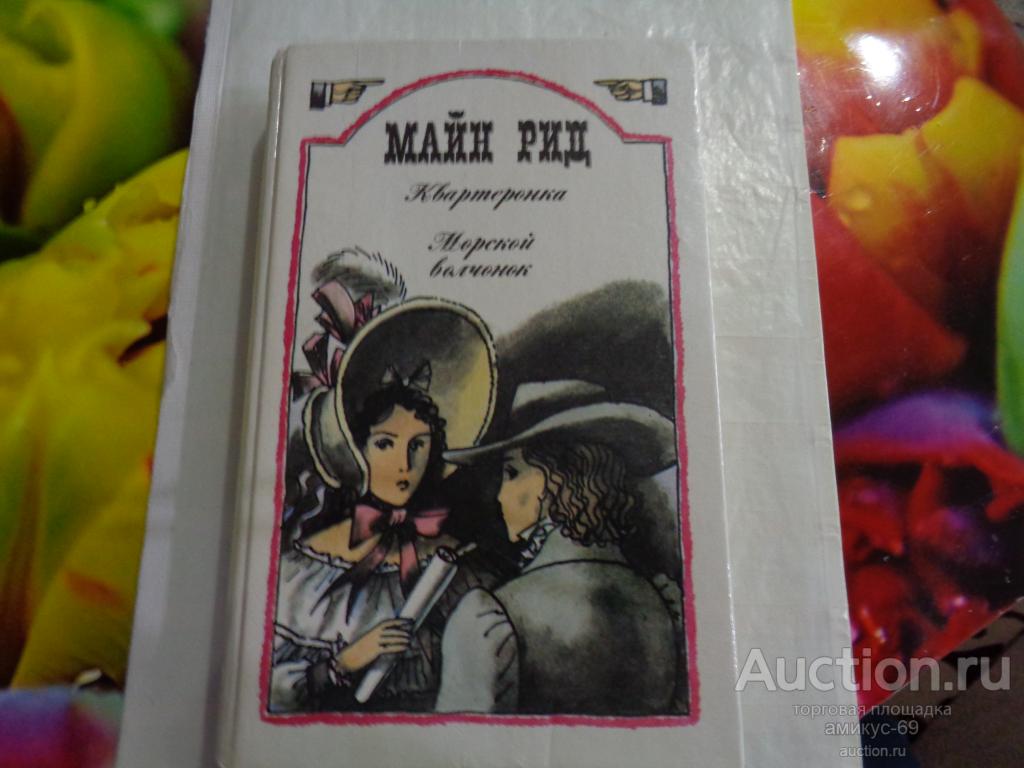 МАЙН РИД
Квартеронка
Морской
волчонок
Auction.ru
торговая площадка
амикус-69
auction.ru